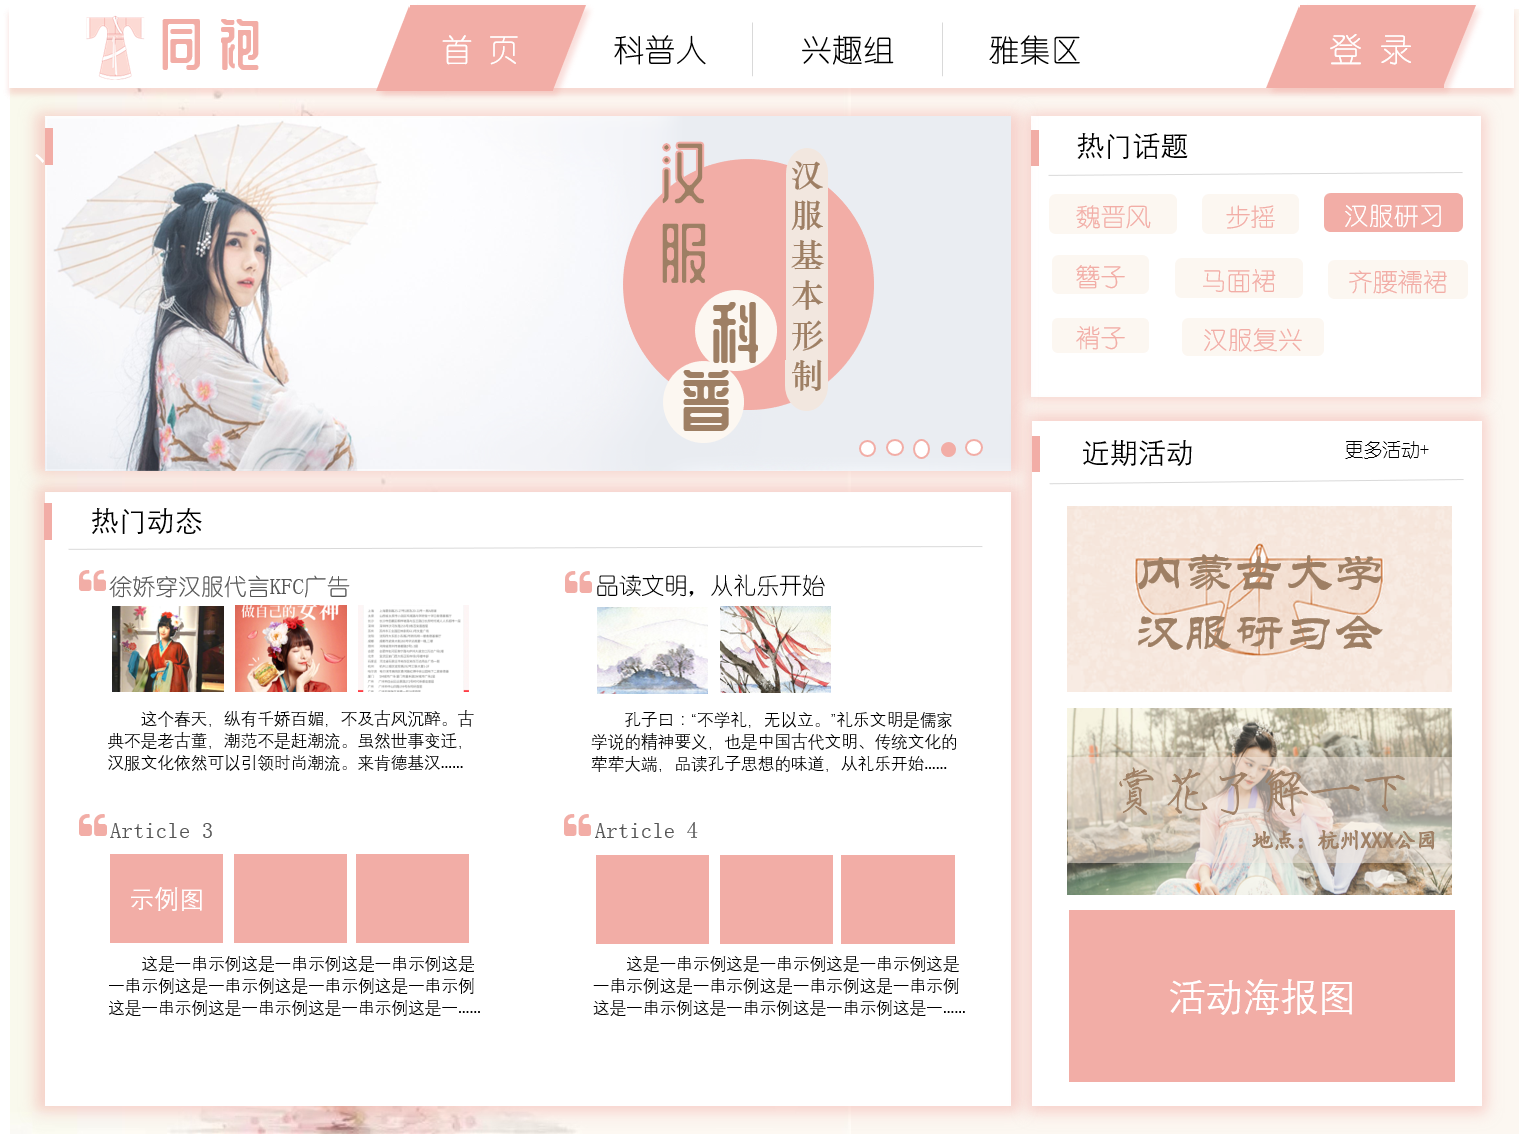 同袍
首页
科普人
兴趣组
雅集区
登录
汉服
科普
汉服基本形制
热门话题
魏晋风
步摇
汉服研习
簪子
马面裙
齐腰襦裙
褙子
汉服复兴
近期活动
更多活动+
内蒙古大学
汉服研习会
賞花了解一下
地点：杭州XXX公园
活动海报图
热门动态
徐娇穿汉服代言KFC广告
做自己的女神
这个春天，纵有千娇百媚，不及古风沉醉。古
典不是老古董，潮范不是赶潮流。虽然世事变迁，
汉服文化依然可以引领时尚潮流。来肯德基汉......
品读文明，从礼乐开始
孔子曰：“不学礼，无以立。”礼乐文明是儒家
学说的精神要义，也是中国古代文明、传统文化的
荦荦大端，品读孔子思想的味道，从礼乐开始......
Article 3
示例图
这是一串示例这是一串示例这是一串示例这是
一串示例这是一串示例这是一串示例这是一串示例
这是一串示例这是一串示例这是一串示例这是一......
Article 4
这是一串示例这是一串示例这是一串示例这是
一串示例这是一串示例这是一串示例这是一串示例
这是一串示例这是一串示例这是一串示例这是一......